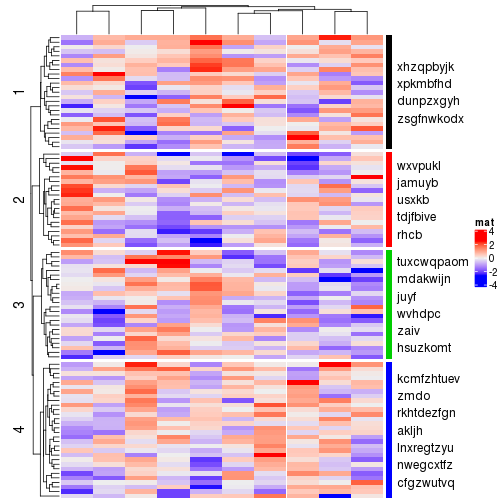 1
xhzqpbyjk
xpkmbfhd
dunpzxgyh
zsgfnwkodx
2
wxvpukl
jamuyb
usxkb
tdjfbive
rhcb
3
tuxcwqpaom
mdakwijn
juyf
wvhdpc
zaiv
hsuzkomt
4
kcmfzhtuev
zmdo
rkhtdezfgn
akljh
lnxregtzyu
nwegcxtfz
cfgzwutvq
mat
4
2
0
-2
-4